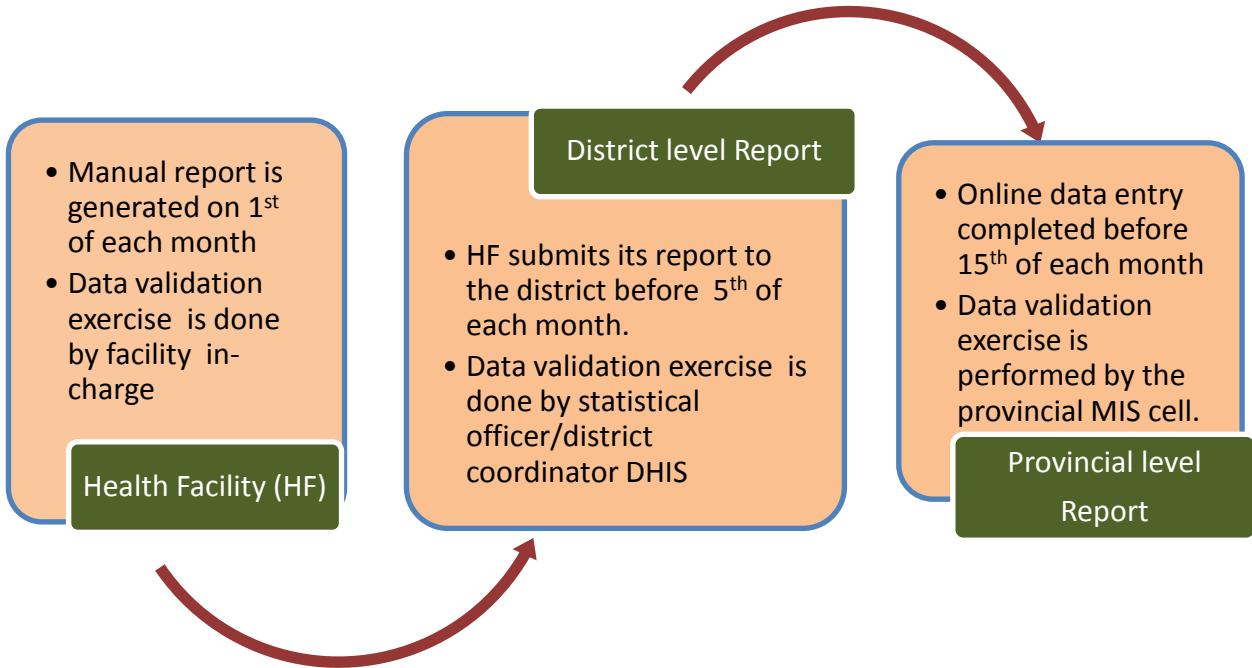 • Manual report is
generated on 1st
of each month
• Data validation
exercise is done
by facility in-
charge
Health Facility (HF)
District level Report
• HF submits its report to
the district before 5th of
each month.
• Data validation exercise is
done by statistical
officer/district
coordinator DHIS
• Online data entry
completed before
15th of each month
• Data validation
exercise is
performed by the
provincial MIS cell.
Provincial level
Report